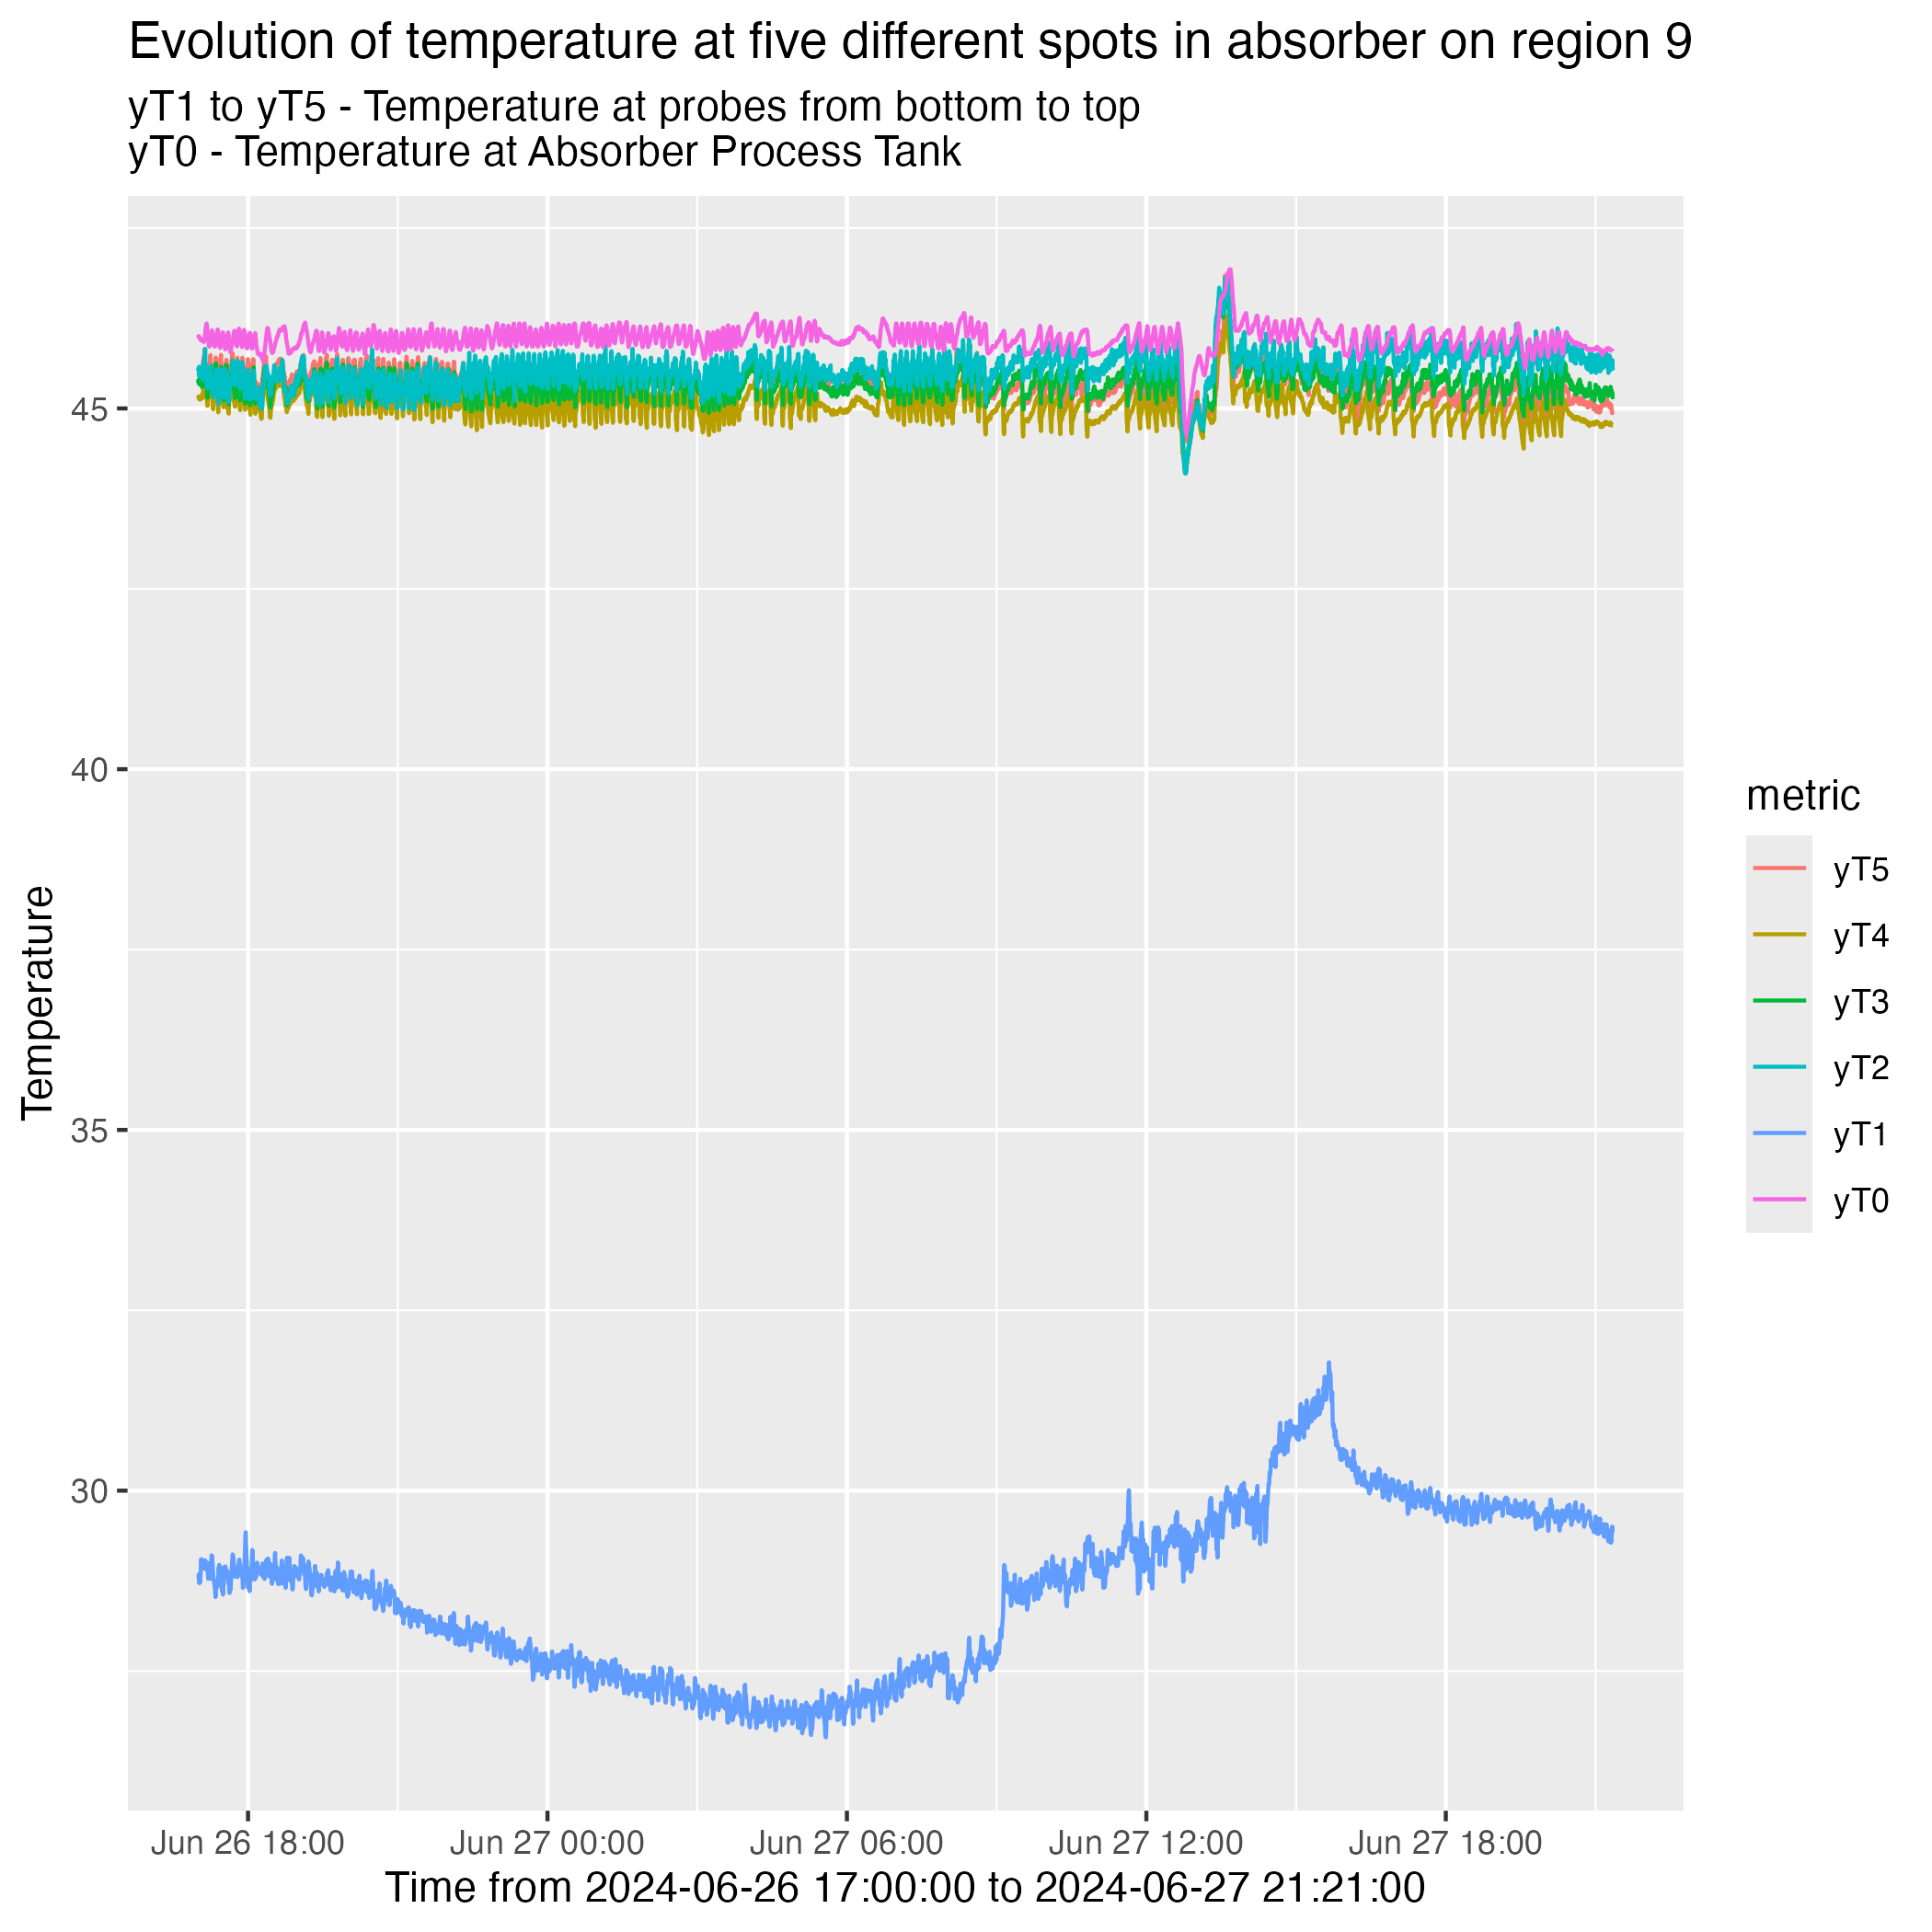 Evolution of temperature at five different spots in absorber on region 9
yT1 to yT5 - Temperature at probes from bottom to top
yT0 - Temperature at Absorber Process Tank
45
40
35
30
Temperature
Jun 26 18:00
Jun 27 00:00
Jun 27 06:00
Jun 27 12:00
Jun 27 18:00
Time from 2024-06-26 17:00:00 to 2024-06-27 21:21:00
metric
yT5
yT4
yT3
yT2
yT1
yT0